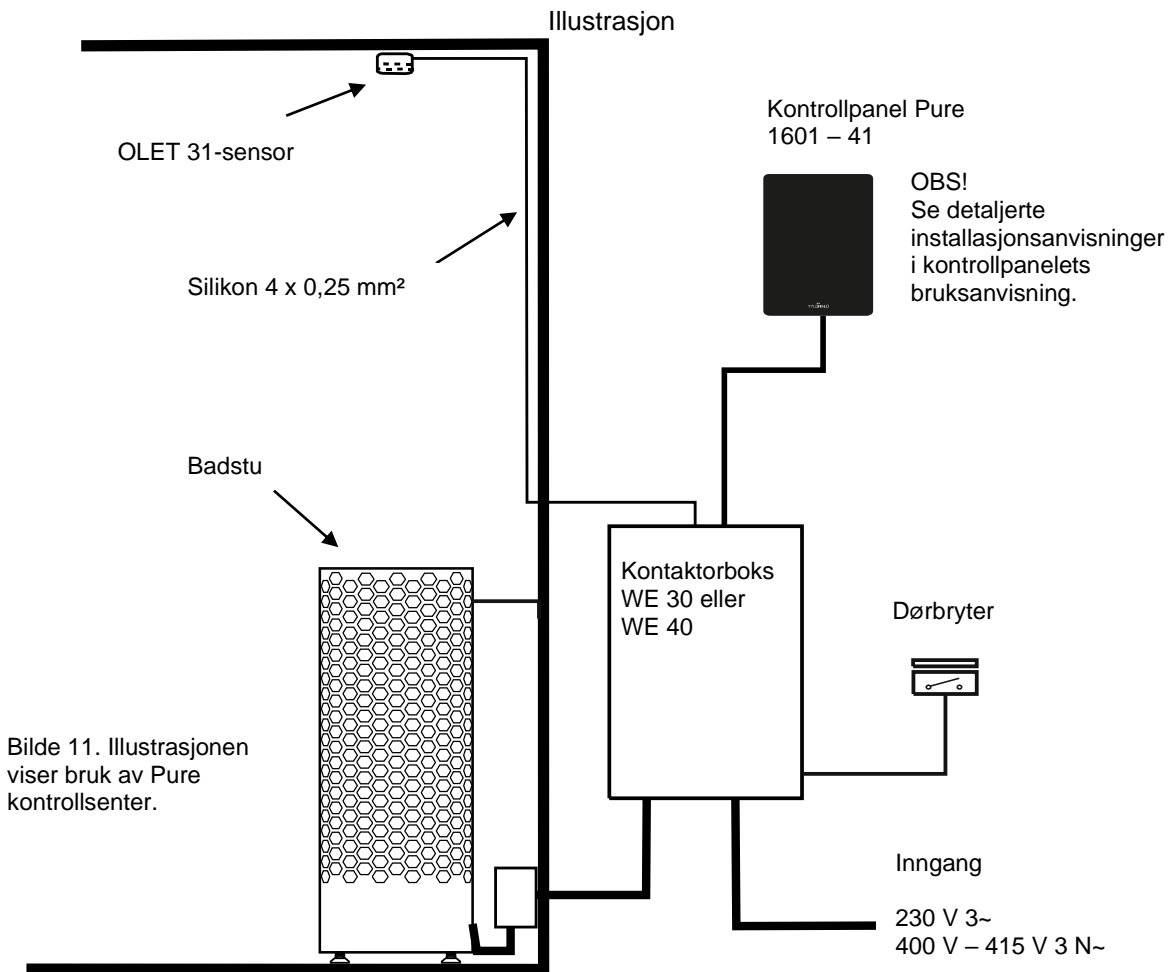 Illustrasjon
OLET 31-sensor
Kontrollpanel Pure
1601 – 41
OBS!
Se detaljerte
installasjonsanvisninger
i kontrollpanelets
bruksanvisning.
Silikon 4 x 0,25 mm²
Badstu
Kontaktorboks
WE 30 eller
WE 40
Dørbryter
Bilde 11. Illustrasjonen
viser bruk av Pure
kontrollsenter.
Inngang
230 V 3~
400 V – 415 V 3 N~